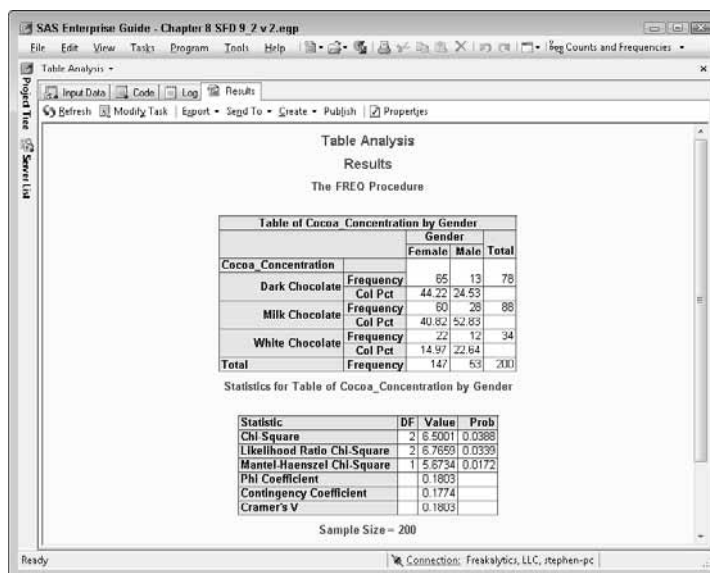 SAS Enterprise Guide - Chapter 8 SFD 9_2 v 2.egp
File Edit View Tasks Program Tools Help Counts and Frequencies
Table Analysis
Input Data Code Log Results
Refresh Modify Task Export Send To Create Publish Properties
Project Tree
Server List
Table Analysis
Results
The FREQ Procedure
Table of Cocoa_Concentration by Gender
Gender
Female Male Total
Cocoa_Concentration
Dark Chocolate Frequency 65 13 78
Col Pct 44.22 24.53
Milk Chocolate Frequency 60 28 88
Col Pct 40.82 52.83
White Chocolate Frequency 22 12 34
Col Pct 14.97 22.64
Total Frequency 147 53 200
Statistics for Table of Cocoa_Concentration by Gender
Statistic DF Value Prob
Chi-Square 2 6.5001 0.0388
Likelihood Ratio Chi-Square 2 6.7659 0.0339
Mantel-Haenszel Chi-Square 1 5.6734 0.0172
Phi Coefficient 0.1803
Contingency Coefficient 0.1774
Cramer's V 0.1803
Sample Size = 200
Ready Connection: Freakalytics, LLC, stephen-pc